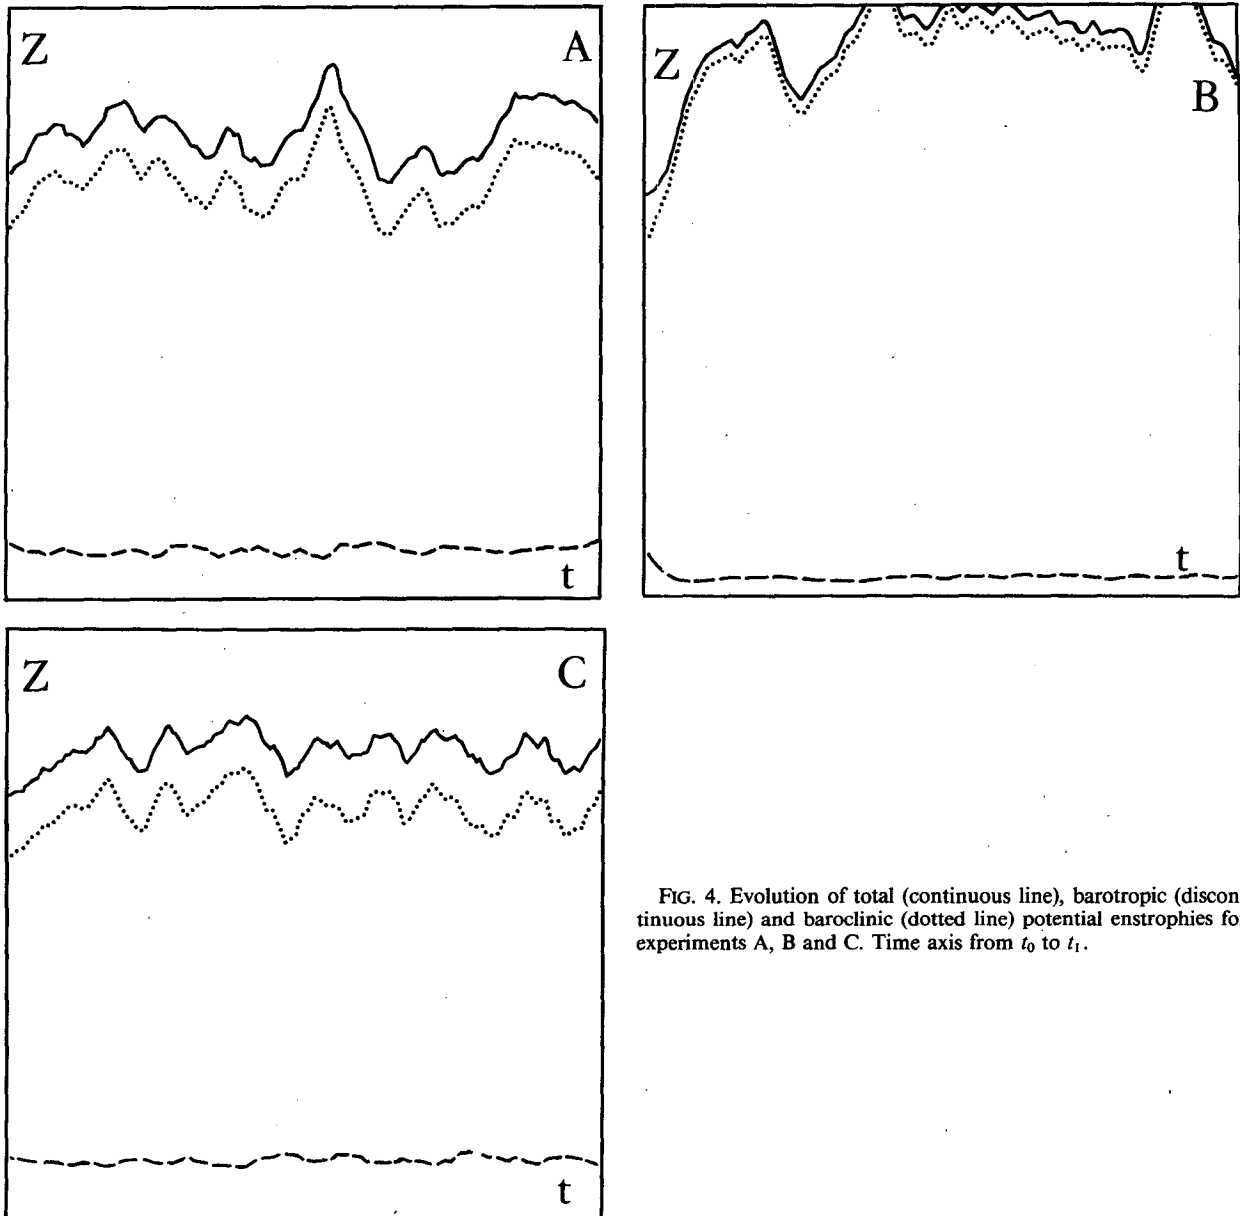 Z A
t
Z
B
t
Z C
t
FIG. 4. Evolution of total (continuous line), barotropic (discon
tinuous line) and baroclinic (dotted line) potential enstrophies fo
experiments A, B and C. Time axis from t₀ to t₁.